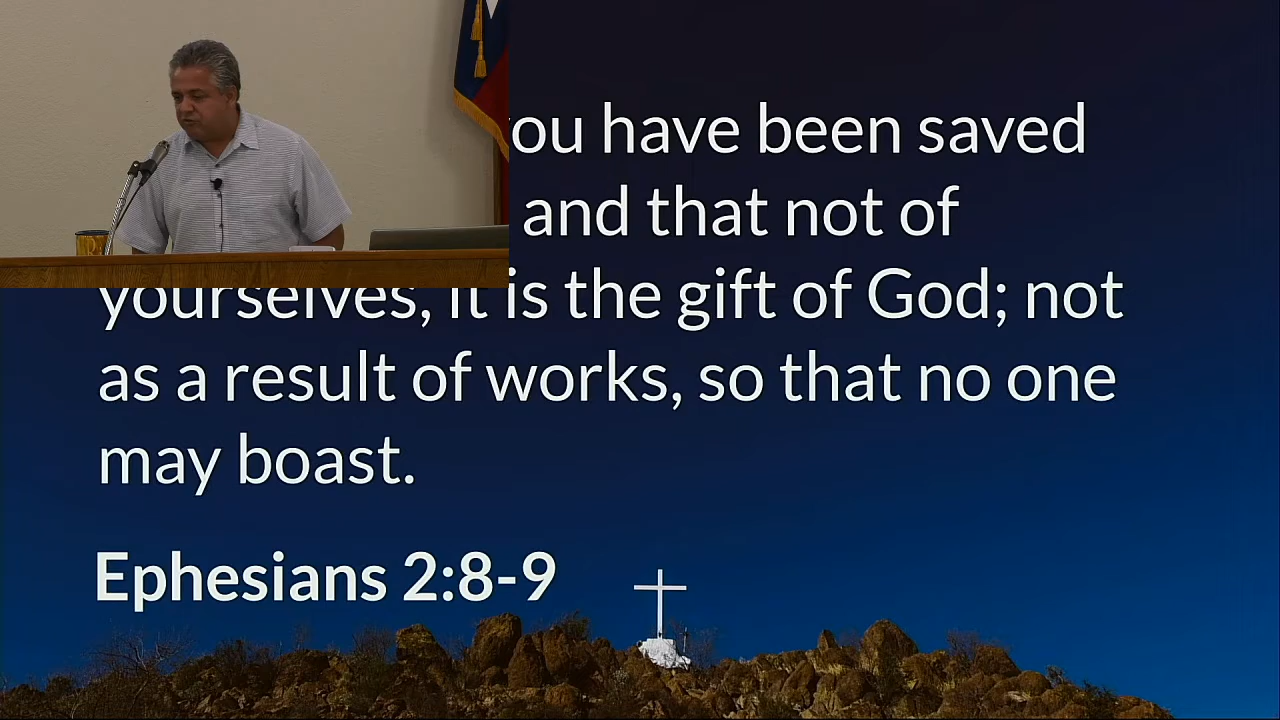 you have been saved
and that not of
yourselves, it is the gift of God; not
as a result of works, so that no one
may boast.
Ephesians 2:8-9